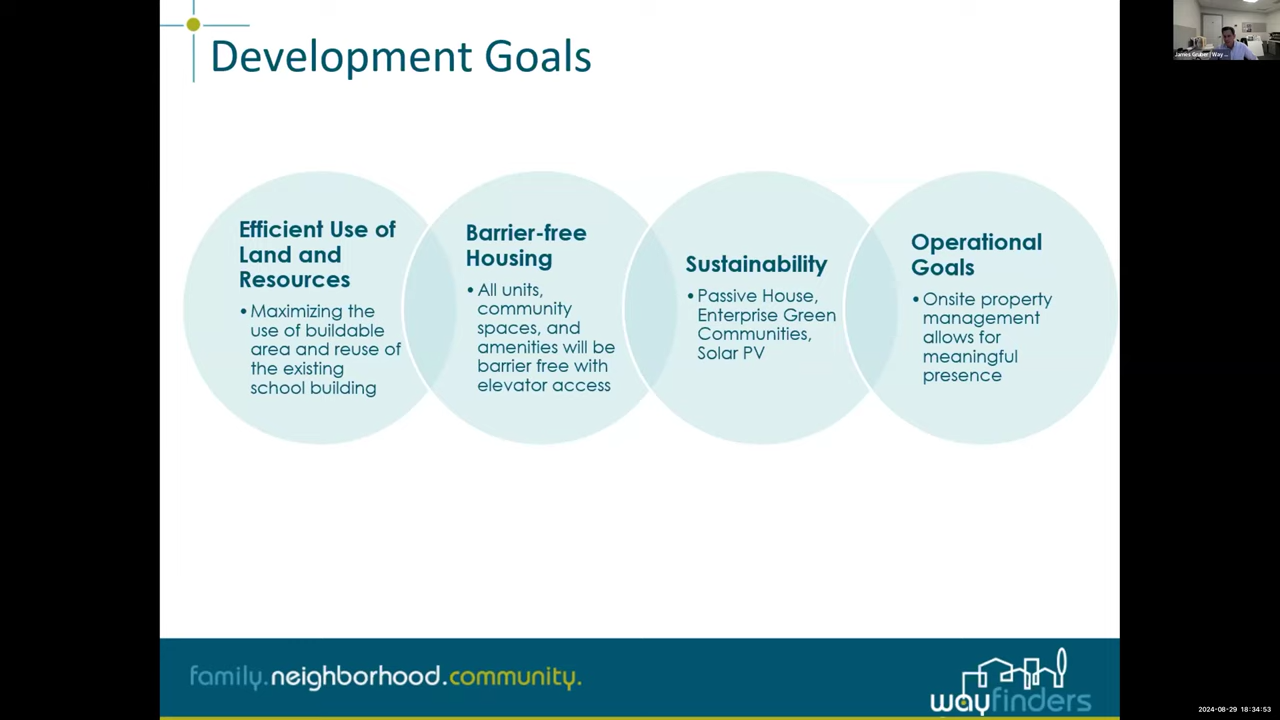 Development Goals
Efficient Use of
Land and
Resources
• Maximizing the
use of buildable
area and reuse of
the existing
school building
Barrier-free
Housing
• All units,
community
spaces, and
amenities will be
barrier free with
elevator access
Sustainability
• Passive House,
Enterprise Green
Communities,
Solar PV
Operational
Goals
• Onsite property
management
allows for
meaningful
presence
family.neighborhood.community.
wayfinders
James Gruber | Way ...
2024-08-29 18:34:53